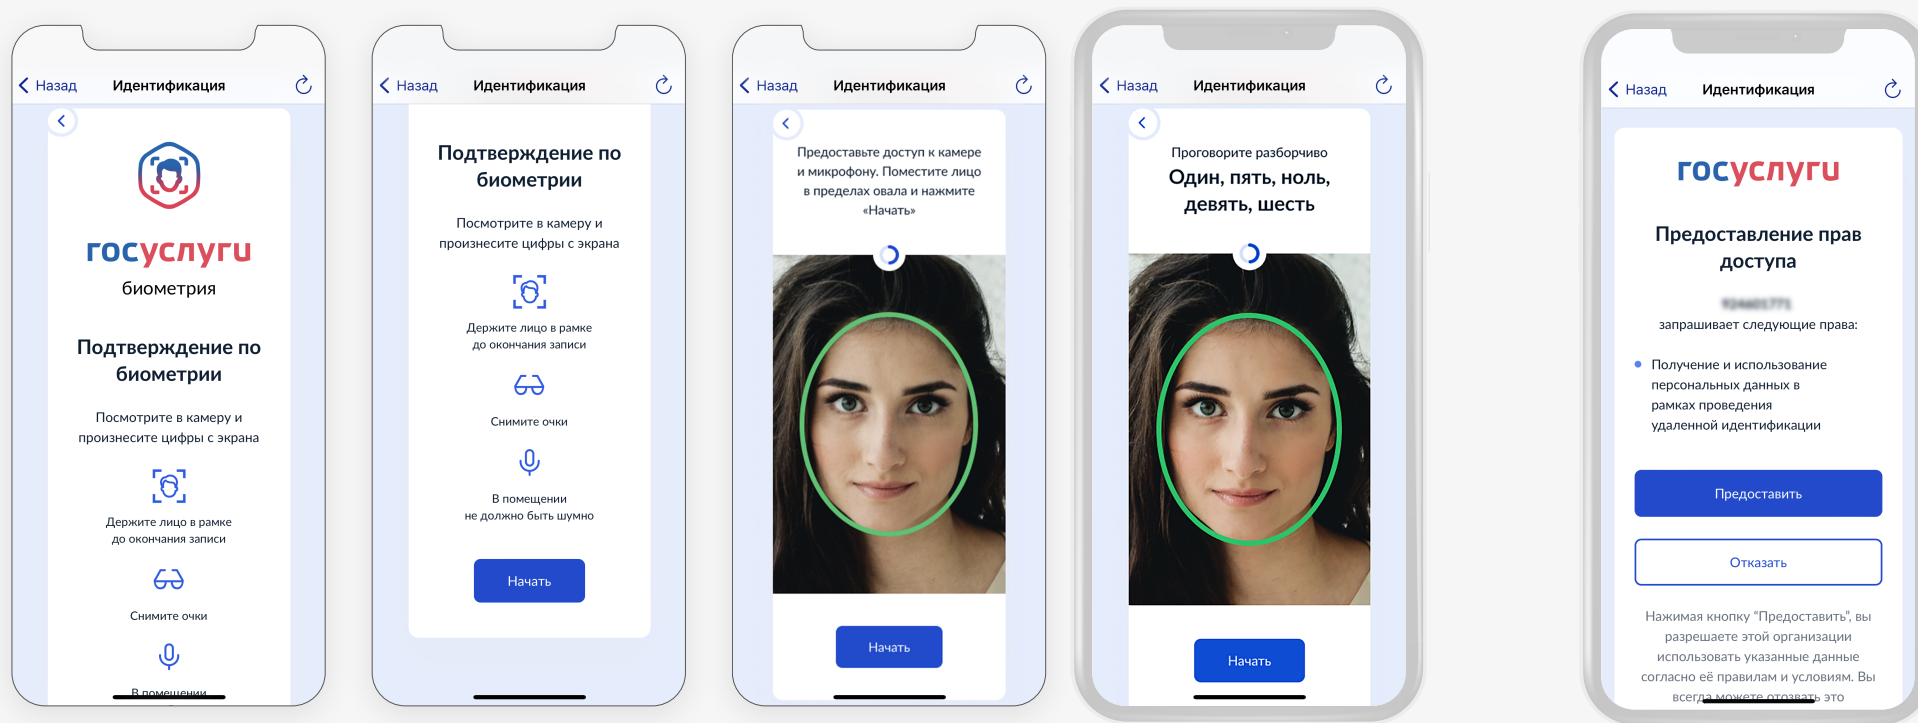 Назад
Идентификация
госуслуги
биометрия
Подтверждение по
биометрии
Посмотрите в камеру и
произнесите цифры с экрана
Держите лицо в рамке
до окончания записи
Снимите очки
В помещении
Назад
Идентификация
Подтверждение по
биометрии
Посмотрите в камеру и
произнесите цифры с экрана
Держите лицо в рамке
до окончания записи
Снимите очки
В помещении
не должно быть шумно
Начать
Назад
Идентификация
Предоставьте доступ к камере
и микрофону. Поместите лицо
в пределах овала и нажмите
«Начать»
Начать
Назад
Идентификация
Проговорите разборчиво
Один, пять, ноль,
девять, шесть
Начать
Назад
Идентификация
госуслуги
Предоставление прав
доступа
запрашивает следующие права:
Получение и использование
персональных данных в
рамках проведения
удаленной идентификации
Предоставить
Отказать
Нажимая кнопку “Предоставить”, вы
разрешаете этой организации
использовать указанные данные
согласно её правилам и условиям. Вы
всегда можете отозвать это